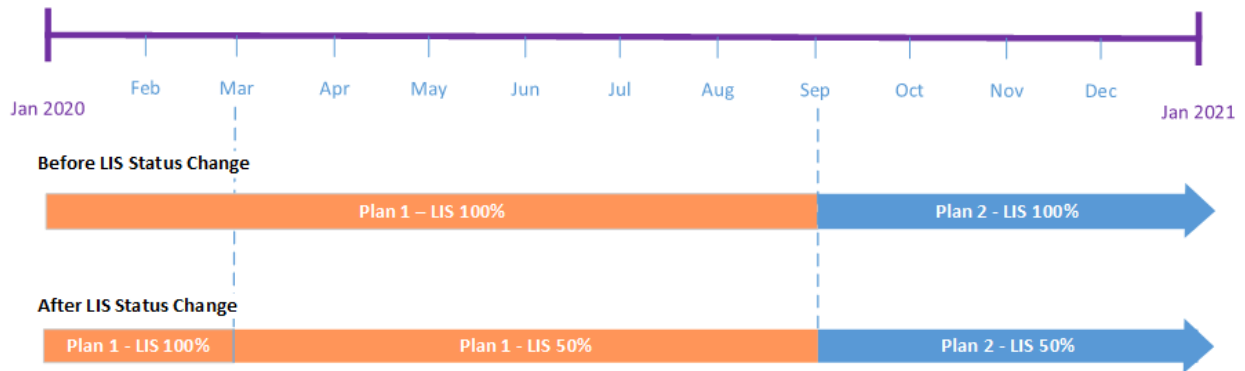 Feb Mar Apr May Jun Jul Aug Sep Oct Nov Dec
Jan 2020 Jan 2021
Before LIS Status Change
Plan 1 – LIS 100% Plan 2 - LIS 100%
After LIS Status Change
Plan 1 - LIS 100% Plan 1 - LIS 50% Plan 2 - LIS 50%